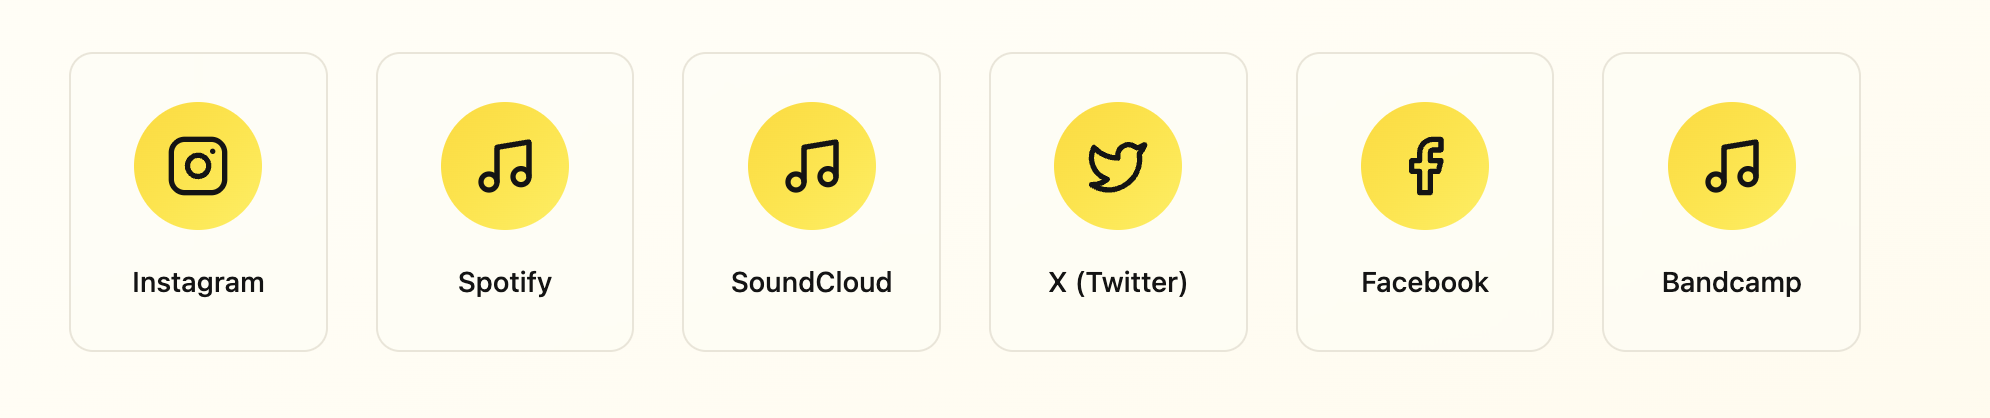 Instagram
Spotify
SoundCloud
X (Twitter)
Facebook
Bandcamp